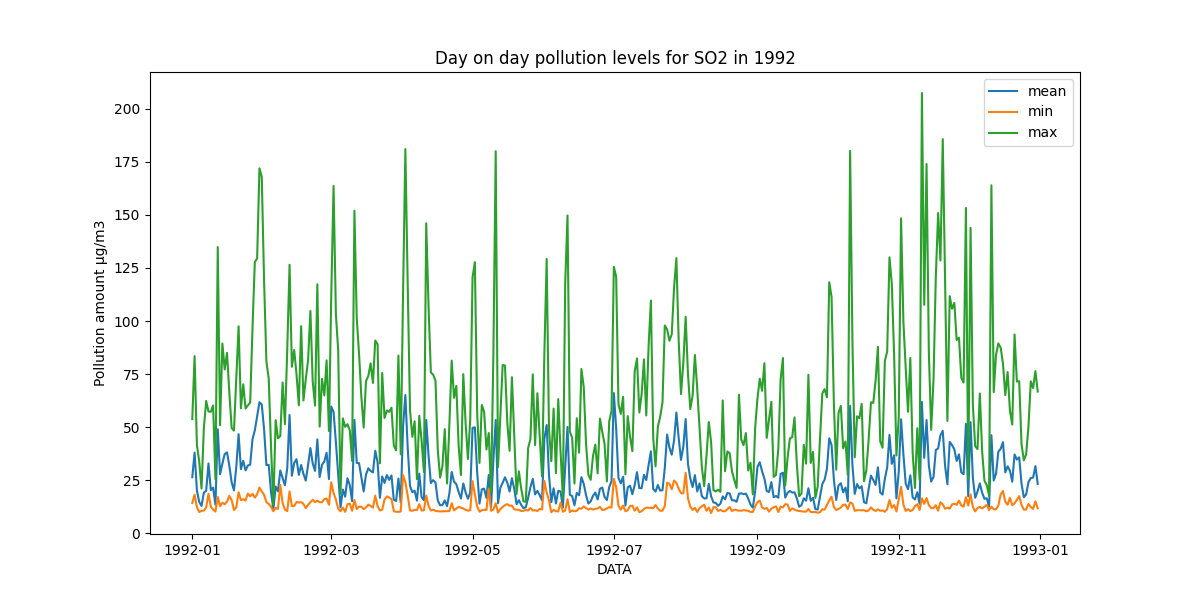 Day on day pollution levels for SO2 in 1992
mean
min
max
200
175
150
125
100
75
50
25
0
Pollution amount µg/m3
1992-01 1992-03 1992-05 1992-07 1992-09 1992-11 1993-01
DATA